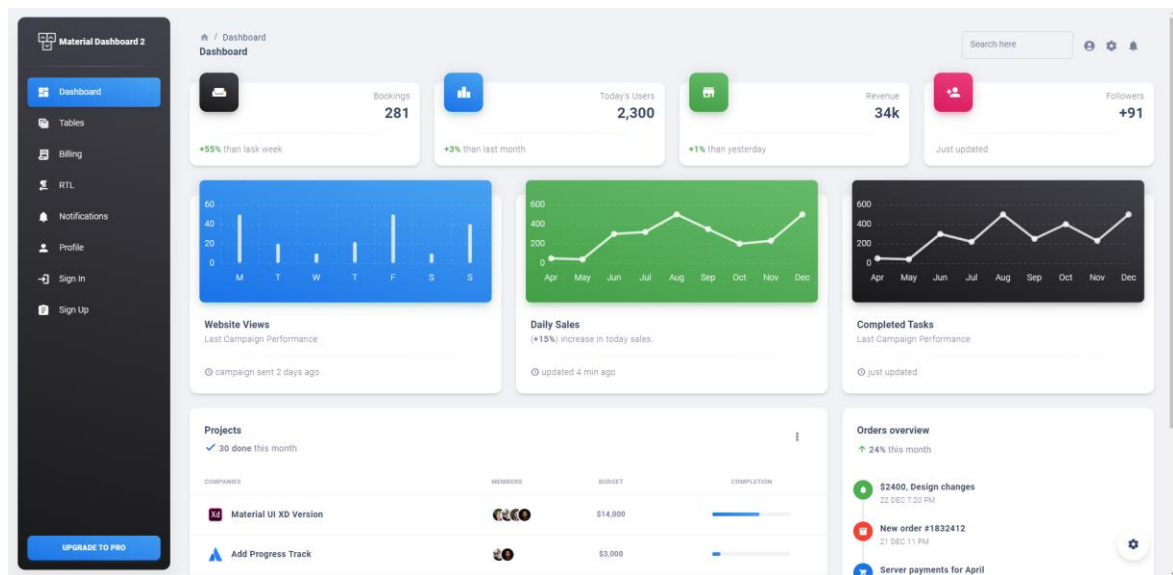 Material Dashboard 2
Dashboard
Tables
Billing
RTL
Notifications
Profile
Sign In
Sign Up
UPGRADE TO PRO
/ Dashboard
Dashboard
Search here
Bookings
281
+55% than lask week
Today's Users
2,300
+3% than last month
Revenue
34k
+1% than yesterday
Followers
+91
Just updated
60
40
20
0
M T W T F S S
Website Views
Last Campaign Performance
campaign sent 2 days ago
600
400
200
0
Apr May Jun Jul Aug Sep Oct Nov Dec
Daily Sales
(+15%) increase in today sales.
updated 4 min ago
600
400
200
0
Apr May Jun Jul Aug Sep Oct Nov Dec
Completed Tasks
Last Campaign Performance
just updated
Projects
30 done this month
COMPANIES MEMBERS BUDGET COMPLETION
Xd Material UI XD Version $14,000
Add Progress Track $3,000
Orders overview
24% this month
$2400, Design changes
22 DEC 7:20 PM
New order #1832412
21 DEC 11 PM
Server payments for April